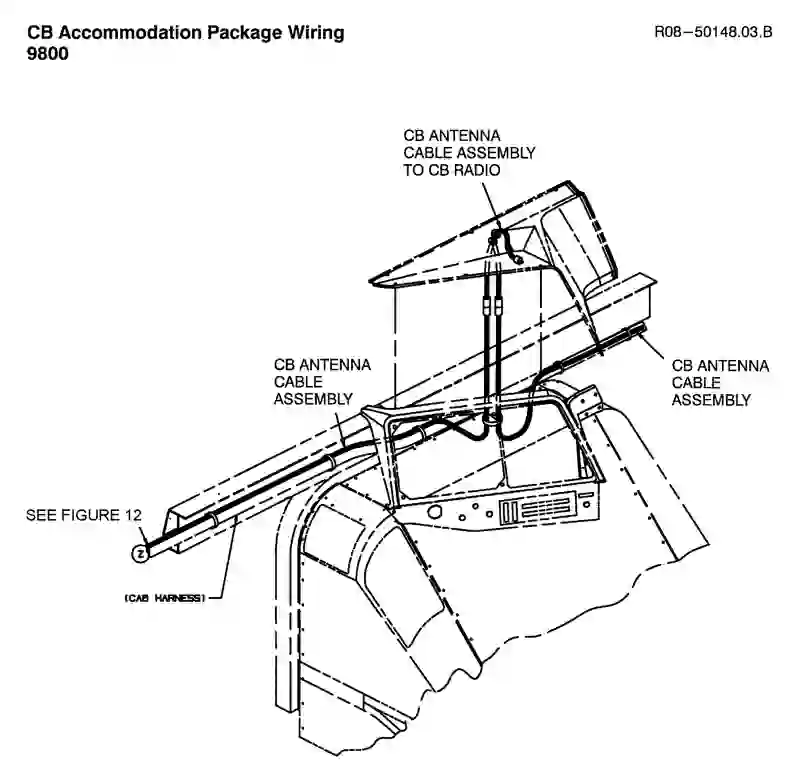 CB Accommodation Package Wiring
9800
R08-50148.03.B
CB ANTENNA
CABLE ASSEMBLY
TO CB RADIO
CB ANTENNA
CABLE
ASSEMBLY
CB ANTENNA
CABLE
ASSEMBLY
SEE FIGURE 12
Z
(CAB HARNESS)